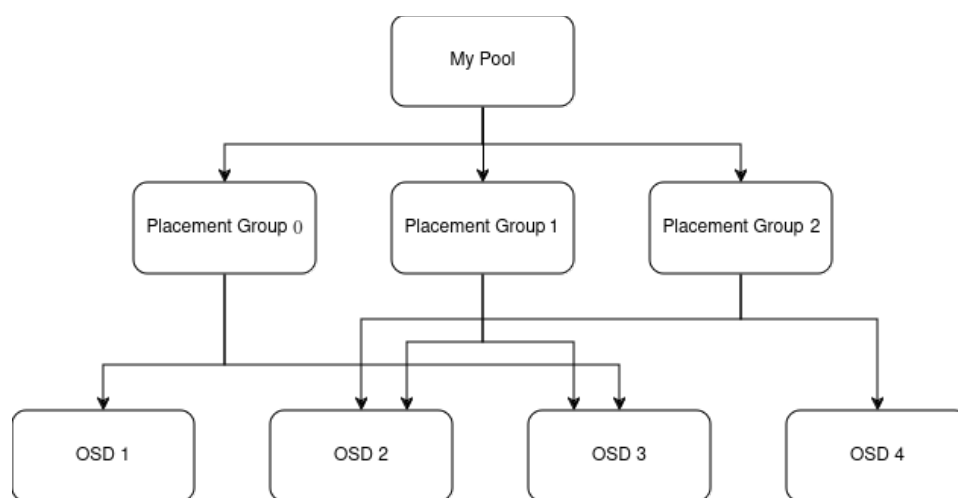 My Pool
Placement Group 0
Placement Group 1
Placement Group 2
OSD 1
OSD 2
OSD 3
OSD 4